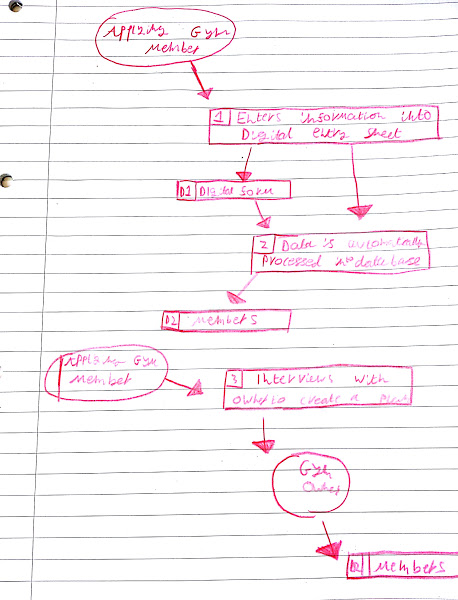 Applying Gym
Member
1 Enters information into
Digital entry sheet
D1 Digital form
2 Data is automatically
processed into database
D2 Members
Applying Gym
Member
3 Interviews with
owner to create a plan
Gym
Owner
D2 Members